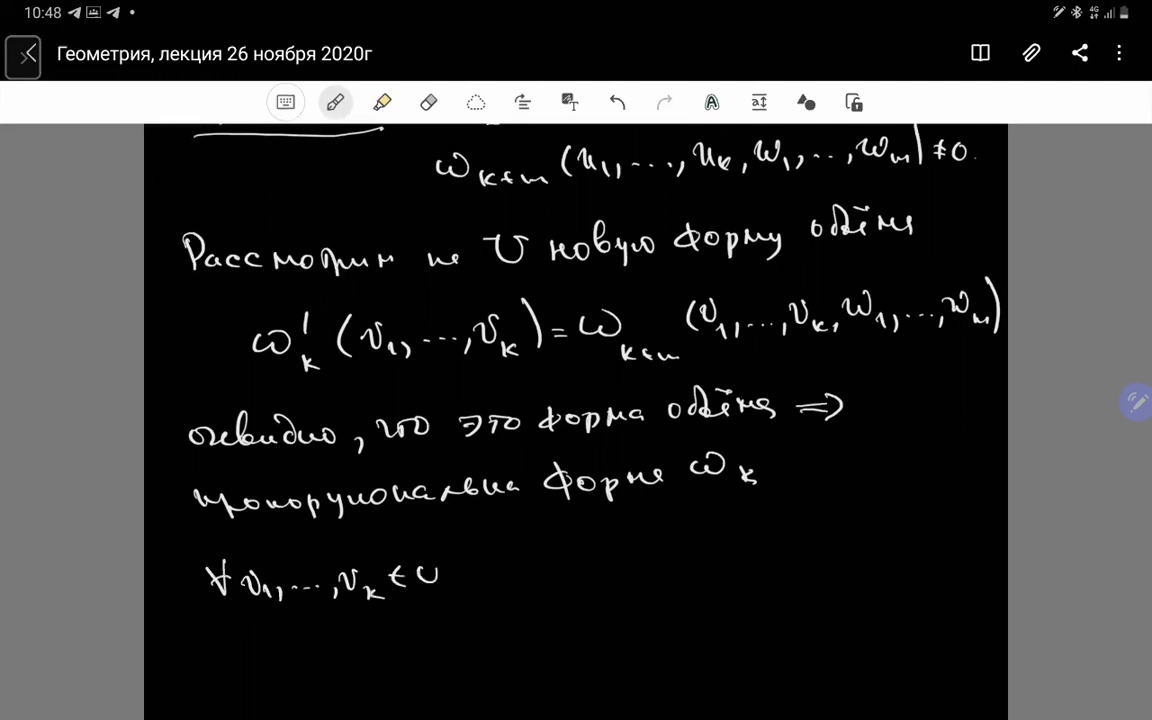 10:48
4G
Геометрия, лекция 26 ноября 2020г
ω_{k+m} (u_1, ..., u_k, w_1, ..., w_m) ≠ 0.
Рассмотрим на U новую форму объёма
ω'_k (v_1, ..., v_k) = ω_{k+m} (v_1, ..., v_k, w_1, ..., w_m)
очевидно, что это форма объёма ⇒
пропорциональна форме ω_k
∀ v_1, ..., v_k ∈ U